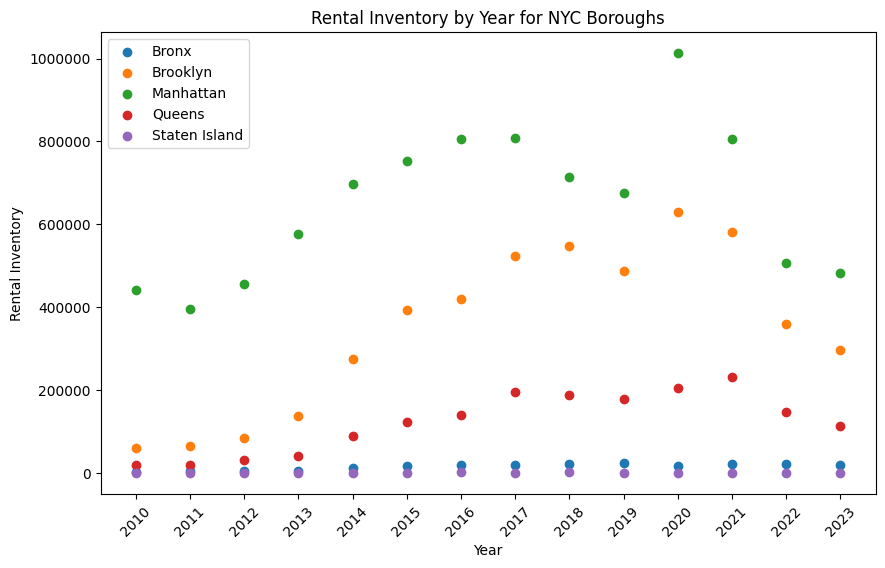 Rental Inventory by Year for NYC Boroughs
Bronx
Brooklyn
Manhattan
Queens
Staten Island
Rental Inventory
1000000
800000
600000
400000
200000
0
2010
2011
2012
2013
2014
2015
2016
2017
2018
2019
2020
2021
2022
2023
Year